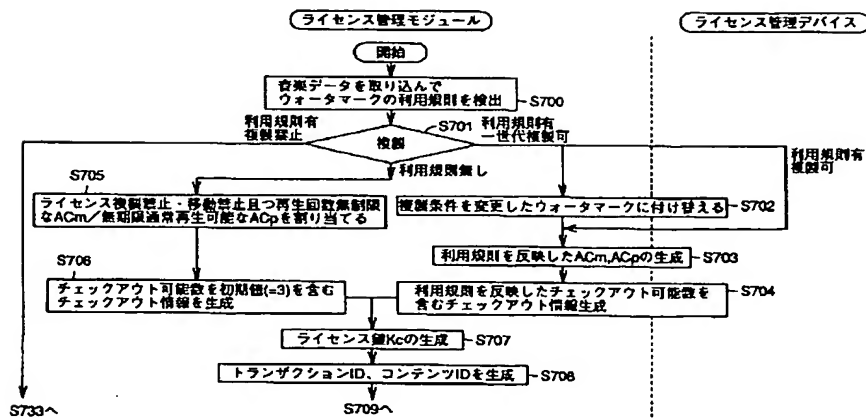 ライセンス管理モジュール
ライセンス管理デバイス
開始
音楽データを取り込んで
ウォータマークの利用規則を検出
S700
S701
利用規則有
複製禁止
複製
利用規則有
一世代複製可
利用規則有
複製可
利用規則無し
S705
ライセンス複製禁止・移動禁止且つ再生回数無制限
なACm/無期限通常再生可能なACpを割り当てる
複製条件を変更したウォータマークに付け替える
S702
利用規則を反映したACm,ACpの生成
S703
S706
チェックアウト可能数を初期値(=3)を含む
チェックアウト情報を生成
利用規則を反映したチェックアウト可能数を
含むチェックアウト情報生成
S704
ライセンス鍵Kcの生成
S707
トランザクションID、コンテンツIDを生成
S708
S733へ
S709へ